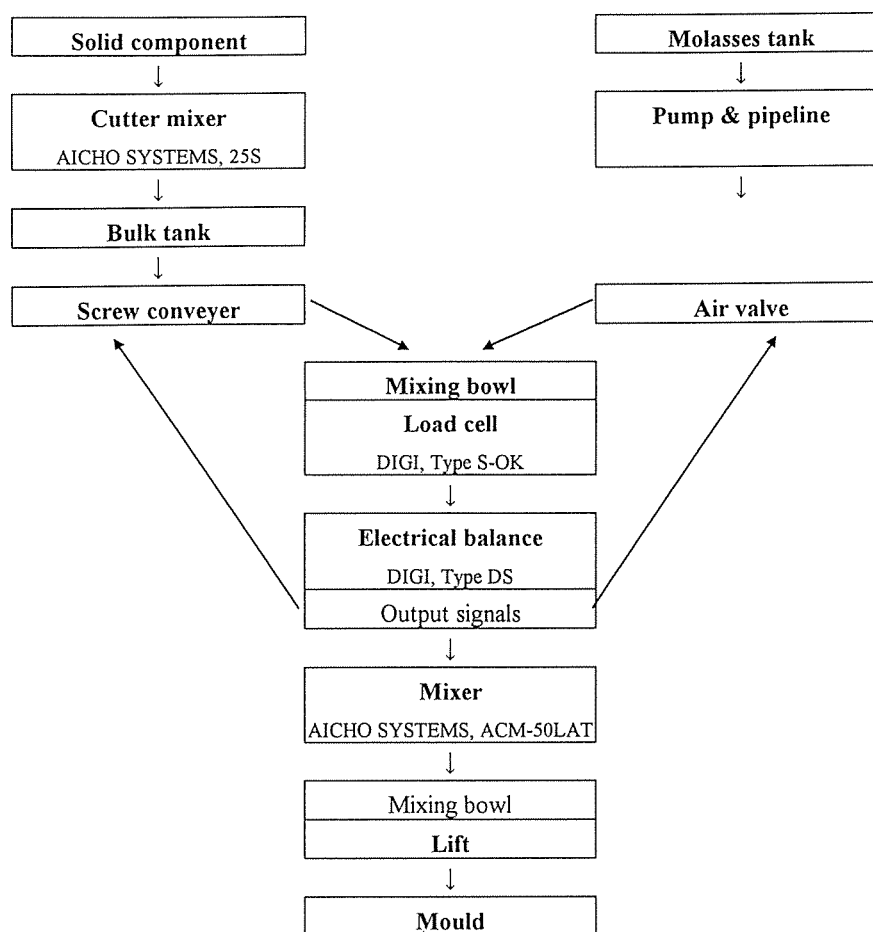 Solid component
Molasses tank
Cutter mixer
AICHO SYSTEMS, 25S
Pump & pipeline
Bulk tank
Screw conveyer
Air valve
Mixing bowl
Load cell
DIGI, Type S-OK
Electrical balance
DIGI, Type DS
Output signals
Mixer
AICHO SYSTEMS, ACM-50LAT
Mixing bowl
Lift
Mould